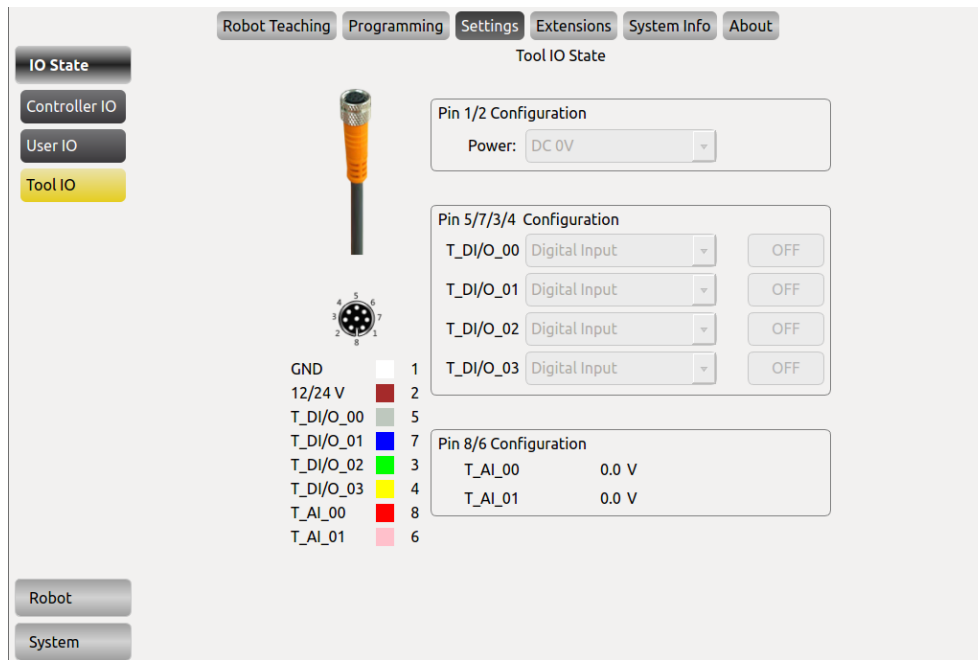 Robot Teaching Programming Settings Extensions System Info About
Tool IO State
IO State
Controller IO
User IO
Tool IO
Pin 1/2 Configuration
Power: DC 0V
Pin 5/7/3/4 Configuration
T_DI/O_00 Digital Input OFF
T_DI/O_01 Digital Input OFF
T_DI/O_02 Digital Input OFF
T_DI/O_03 Digital Input OFF
5
4 6
3 7
2 1
8
GND 1
12/24 V 2
T_DI/O_00 5
T_DI/O_01 7
T_DI/O_02 3
T_DI/O_03 4
T_AI_00 8
T_AI_01 6
Pin 8/6 Configuration
T_AI_00 0.0 V
T_AI_01 0.0 V
Robot
System